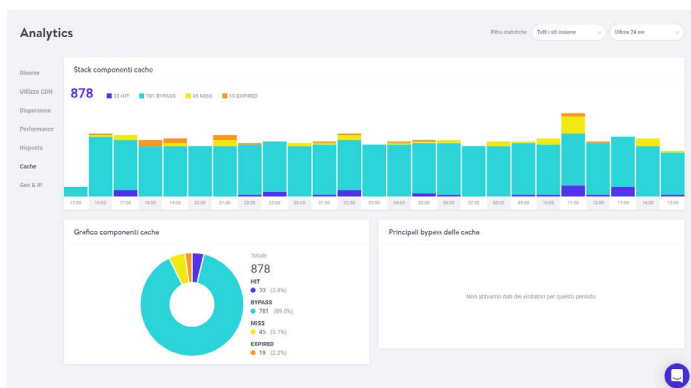 Analytics
Filtra statistiche
Tutti i siti insieme
Ultime 24 ore
Risorse
Utilizzo CDN
Dispersione
Performance
Risposta
Cache
Geo & IP
Stack componenti cache
878
33 HIT
781 BYPASS
45 MISS
19 EXPIRED
15:00 16:00 17:00 18:00 19:00 20:00 21:00 22:00 23:00 00:00 01:00 02:00 03:00 04:00 05:00 06:00 07:00 08:00 09:00 10:00 11:00 12:00 13:00 14:00 15:00
Grafico componenti cache
Totale
878
HIT
33 (3.8%)
BYPASS
781 (89.0%)
MISS
45 (5.1%)
EXPIRED
19 (2.2%)
Principali bypass della cache
Non abbiamo dati dei visitatori per questo periodo.